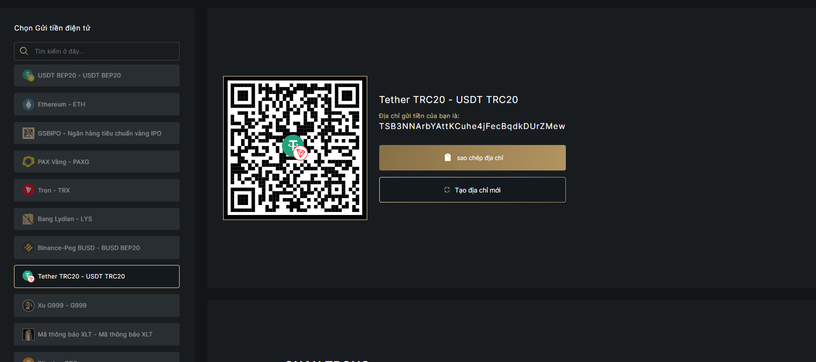 Chọn Gửi tiền điện tử
Tìm kiếm ở đây...
USDT BEP20 - USDT BEP20
Ethereum - ETH
GSBIPO - Ngân hàng tiêu chuẩn vàng IPO
PAX Vàng - PAXG
Tron - TRX
Bang Lydian - LYS
Binance-Peg BUSD - BUSD BEP20
Tether TRC20 - USDT TRC20
Xu G999 - G999
Mã thông báo XLT - Mã thông báo XLT
Tether TRC20 - USDT TRC20
Địa chỉ gửi tiền của bạn là:
TSB3NNArbYAttKCuhe4jFecBqdkDUrZMew
sao chép địa chỉ
Tạo địa chỉ mới